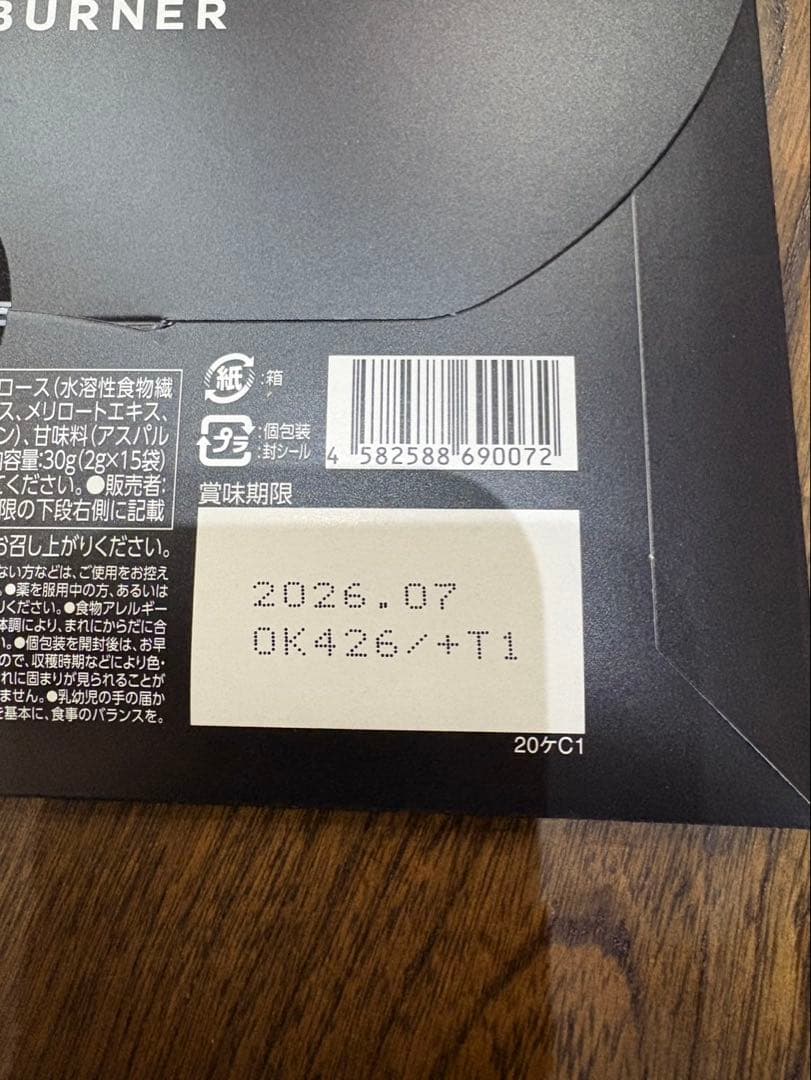 BURNER
ロース(水溶性食物繊
ス、メリロートエキス、
ン)、甘味料(アスパル
容量:30g(2g×15袋)
てください。●販売者:
限の下段右側に記載
お召し上がりください。
ない方などは、ご使用をお控え
。●薬を服用中の方、あるいは
りください。●食物アレルギー
体調により、まれにからだに合
い。●個包装を開封後は、お早
ので、収穫時期などにより色・
れに固まりが見られることが
ません。●乳幼児の手の届か
を基本に、食事のバランスを。
紙:箱
プラ:個包装
:封シール
4 582588 690072
賞味期限
2026.07
OK426/+T1
20ケC1